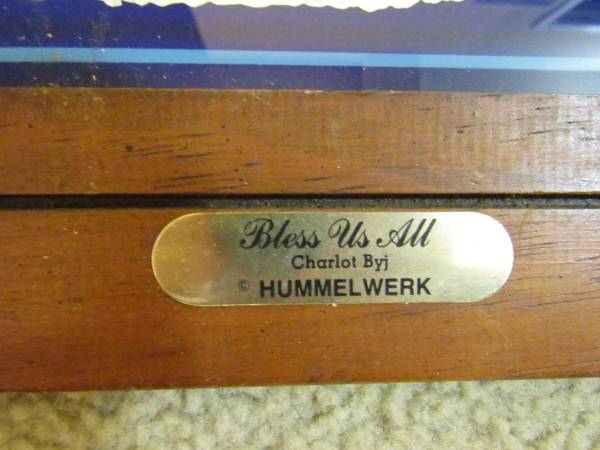 Bless Us All
Charlot Byj
© HUMMELWERK